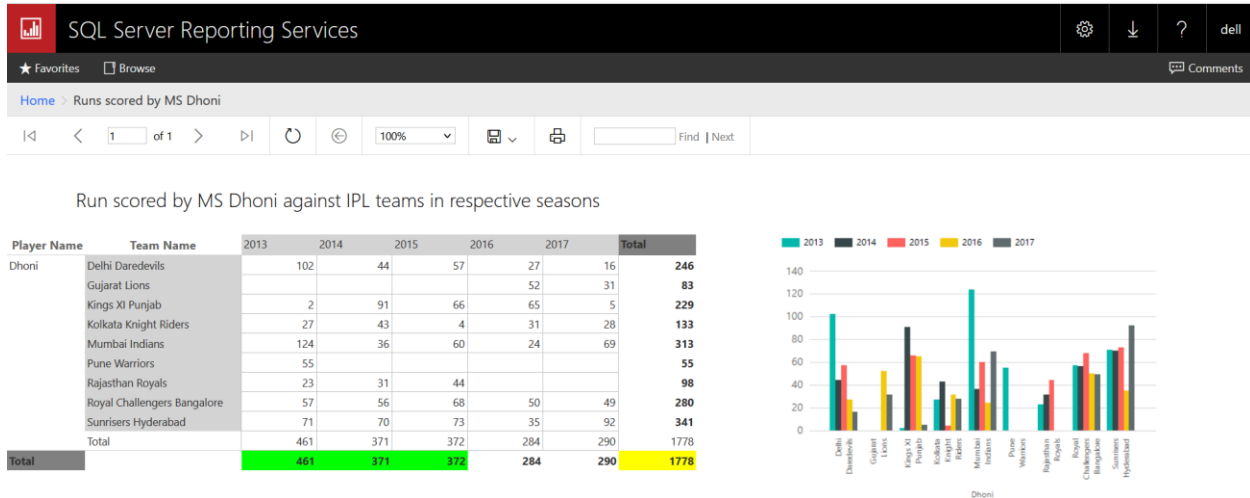 SQL Server Reporting Services
? dell
Favorites Browse Comments
Home > Runs scored by MS Dhoni
1 of 1 100% Find | Next
Run scored by MS Dhoni against IPL teams in respective seasons
Player Name Team Name 2013 2014 2015 2016 2017 Total
Dhoni Delhi Daredevils 102 44 57 27 16 246
Gujarat Lions 52 31 83
Kings XI Punjab 2 91 66 65 5 229
Kolkata Knight Riders 27 43 4 31 28 133
Mumbai Indians 124 36 60 24 69 313
Pune Warriors 55 55
Rajasthan Royals 23 31 44 98
Royal Challengers Bangalore 57 56 68 50 49 280
Sunrisers Hyderabad 71 70 73 35 92 341
Total 461 371 372 284 290 1778
Total 461 371 372 284 290 1778
2013 2014 2015 2016 2017
140
120
100
80
60
40
20
0
Delhi
Daredevils
Gujarat
Lions
Kings XI
Punjab
Kolkata
Knight
Riders
Mumbai
Indians
Pune
Warriors
Rajasthan
Royals
Royal
Challengers
Bangalore
Sunrisers
Hyderabad
Dhoni